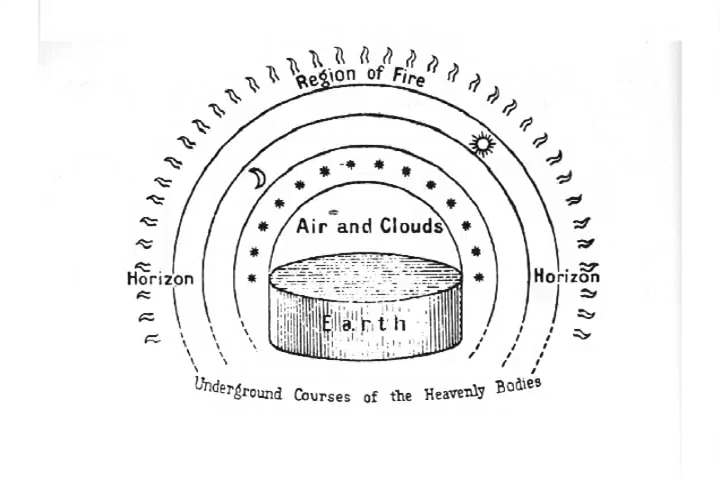 Region of Fire
Air and Clouds
Horizon
Horizon
Earth
Underground Courses of the Heavenly Bodies